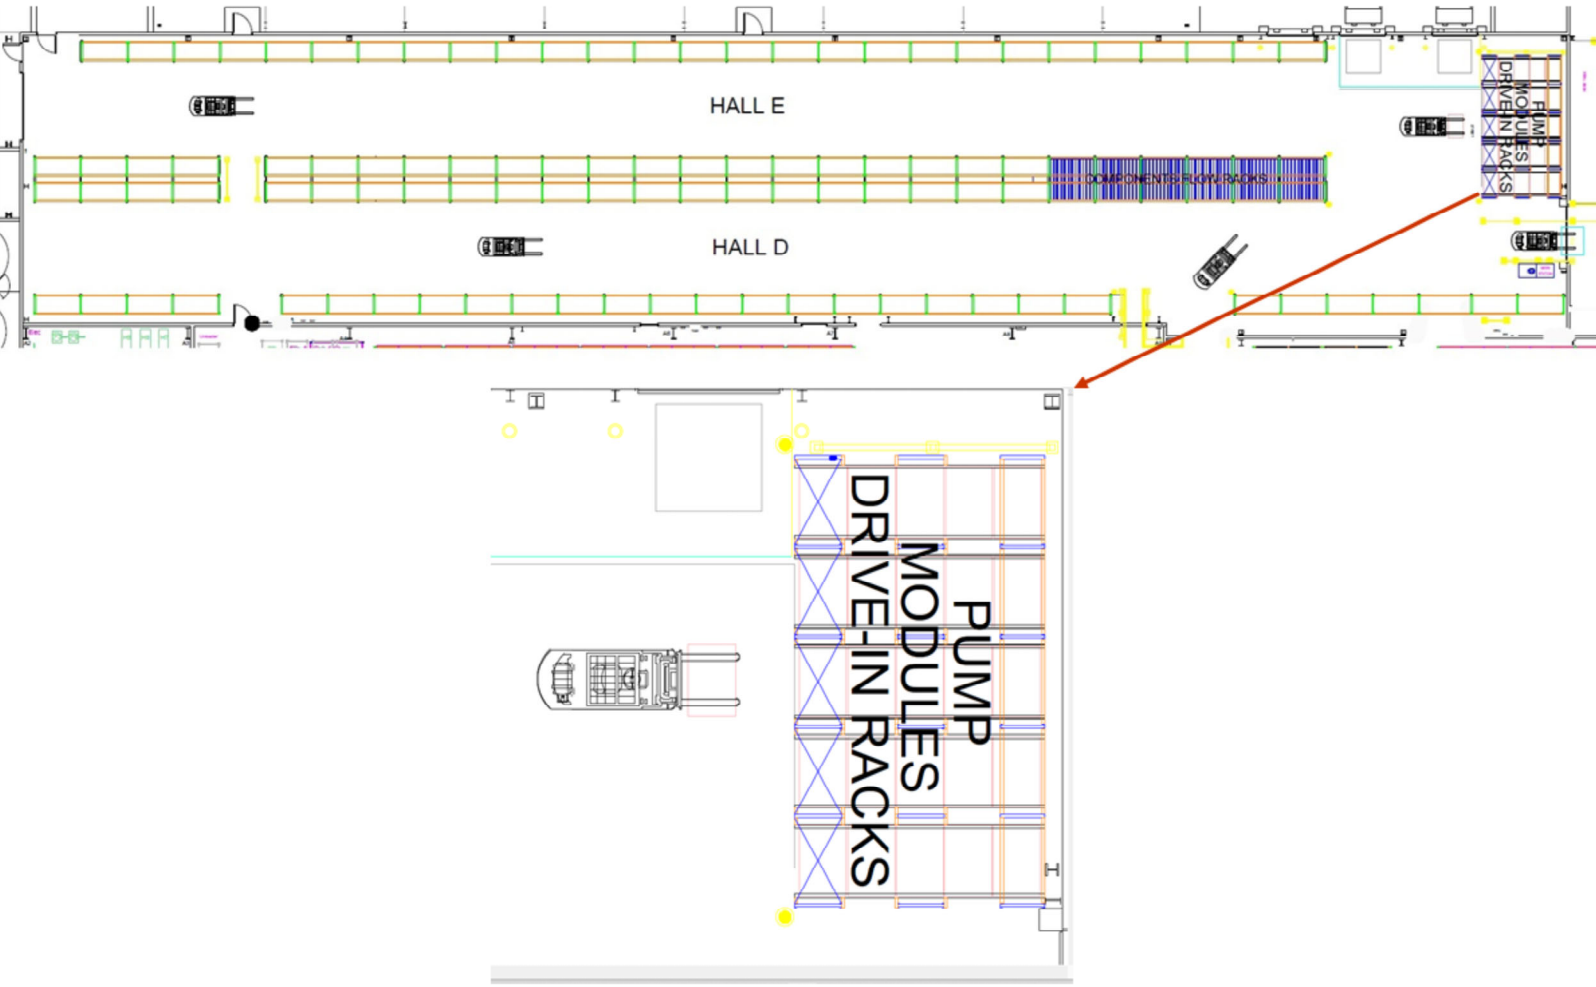 HALL E
PUMP
MODULES
DRIVE-IN RACKS
COMPONENTS FLOW RACKS
HALL D
PUMP
MODULES
DRIVE-IN RACKS